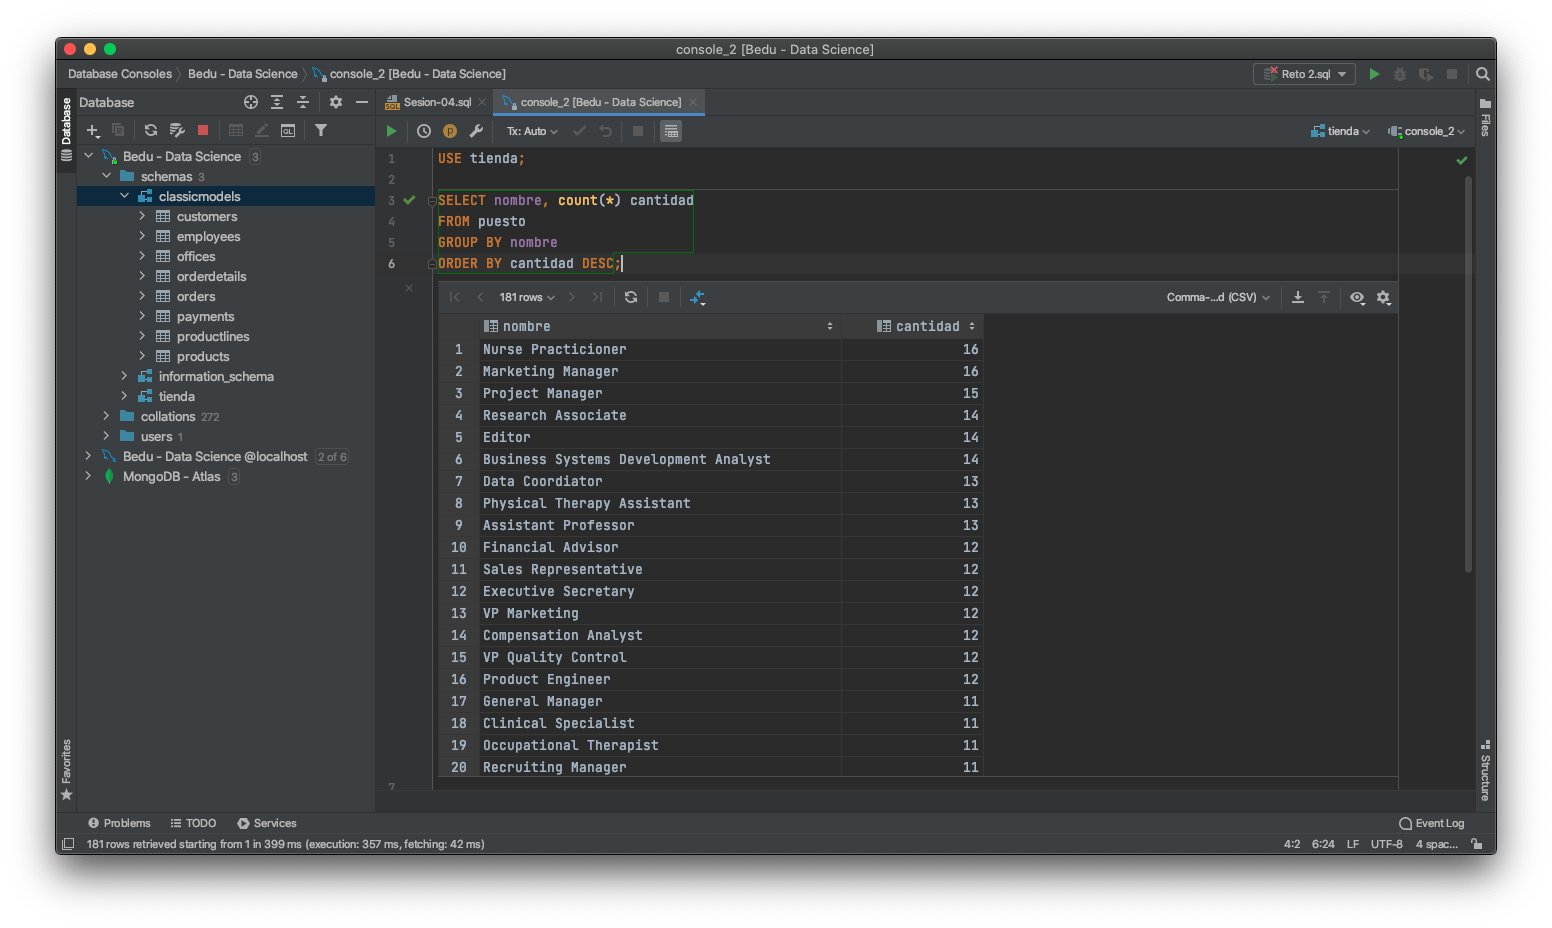 console_2 [Bedu - Data Science]
Database Consoles Bedu - Data Science console_2 [Bedu - Data Science]
Reto 2.sql
Database
Database
Sesion-04.sql
console_2 [Bedu - Data Science]
Files
Tx: Auto
tienda
console_2
Bedu - Data Science 3
schemas 3
classicmodels
customers
employees
offices
orderdetails
orders
payments
productlines
products
information_schema
tienda
collations 272
users 1
Bedu - Data Science @localhost 2 of 6
MongoDB - Atlas 3
1 USE tienda;
2
3 SELECT nombre, count(*) cantidad
4 FROM puesto
5 GROUP BY nombre
6 ORDER BY cantidad DESC;
181 rows
Comma-...d (CSV)
nombre cantidad
1 Nurse Practicioner 16
2 Marketing Manager 16
3 Project Manager 15
4 Research Associate 14
5 Editor 14
6 Business Systems Development Analyst 14
7 Data Coordiator 13
8 Physical Therapy Assistant 13
9 Assistant Professor 13
10 Financial Advisor 12
11 Sales Representative 12
12 Executive Secretary 12
13 VP Marketing 12
14 Compensation Analyst 12
15 VP Quality Control 12
16 Product Engineer 12
17 General Manager 11
18 Clinical Specialist 11
19 Occupational Therapist 11
20 Recruiting Manager 11
7
Favorites
Structure
Problems TODO Services
Event Log
181 rows retrieved starting from 1 in 399 ms (execution: 357 ms, fetching: 42 ms)
4:2 6:24 LF UTF-8 4 spac...